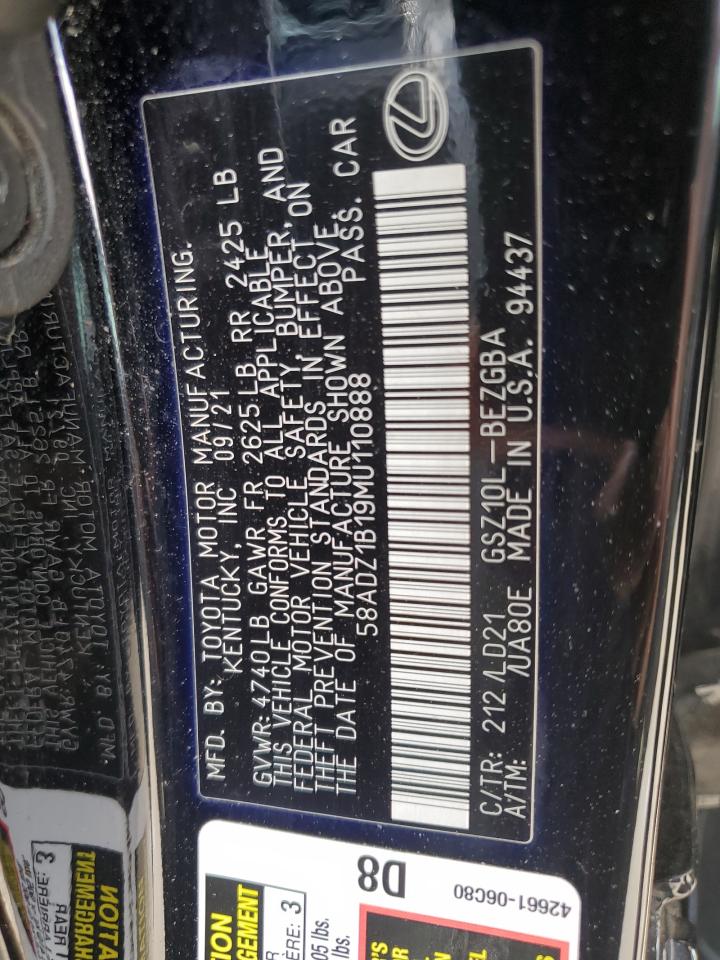 MFD. BY: TOYOTA MOTOR MANUFACTURING.
KENTUCKY, INC 09/21
GVWR: 4740LB GAWR FR 2625 LB RR 2425 LB
THIS VEHICLE CONFORMS TO ALL APPLICABLE
FEDERAL MOTOR VEHICLE SAFETY, BUMPER, AND
THEFT PREVENTION STANDARDS IN EFFECT ON
THE DATE OF MANUFACTURE SHOWN ABOVE.
58ADZ1B19MU110888 PASS. CAR
C/TR: 212 /LD21 GSZ10L-BEZGBA
A/TM: /UA80E MADE IN U.S.A. 94437
D8
42661-06C80